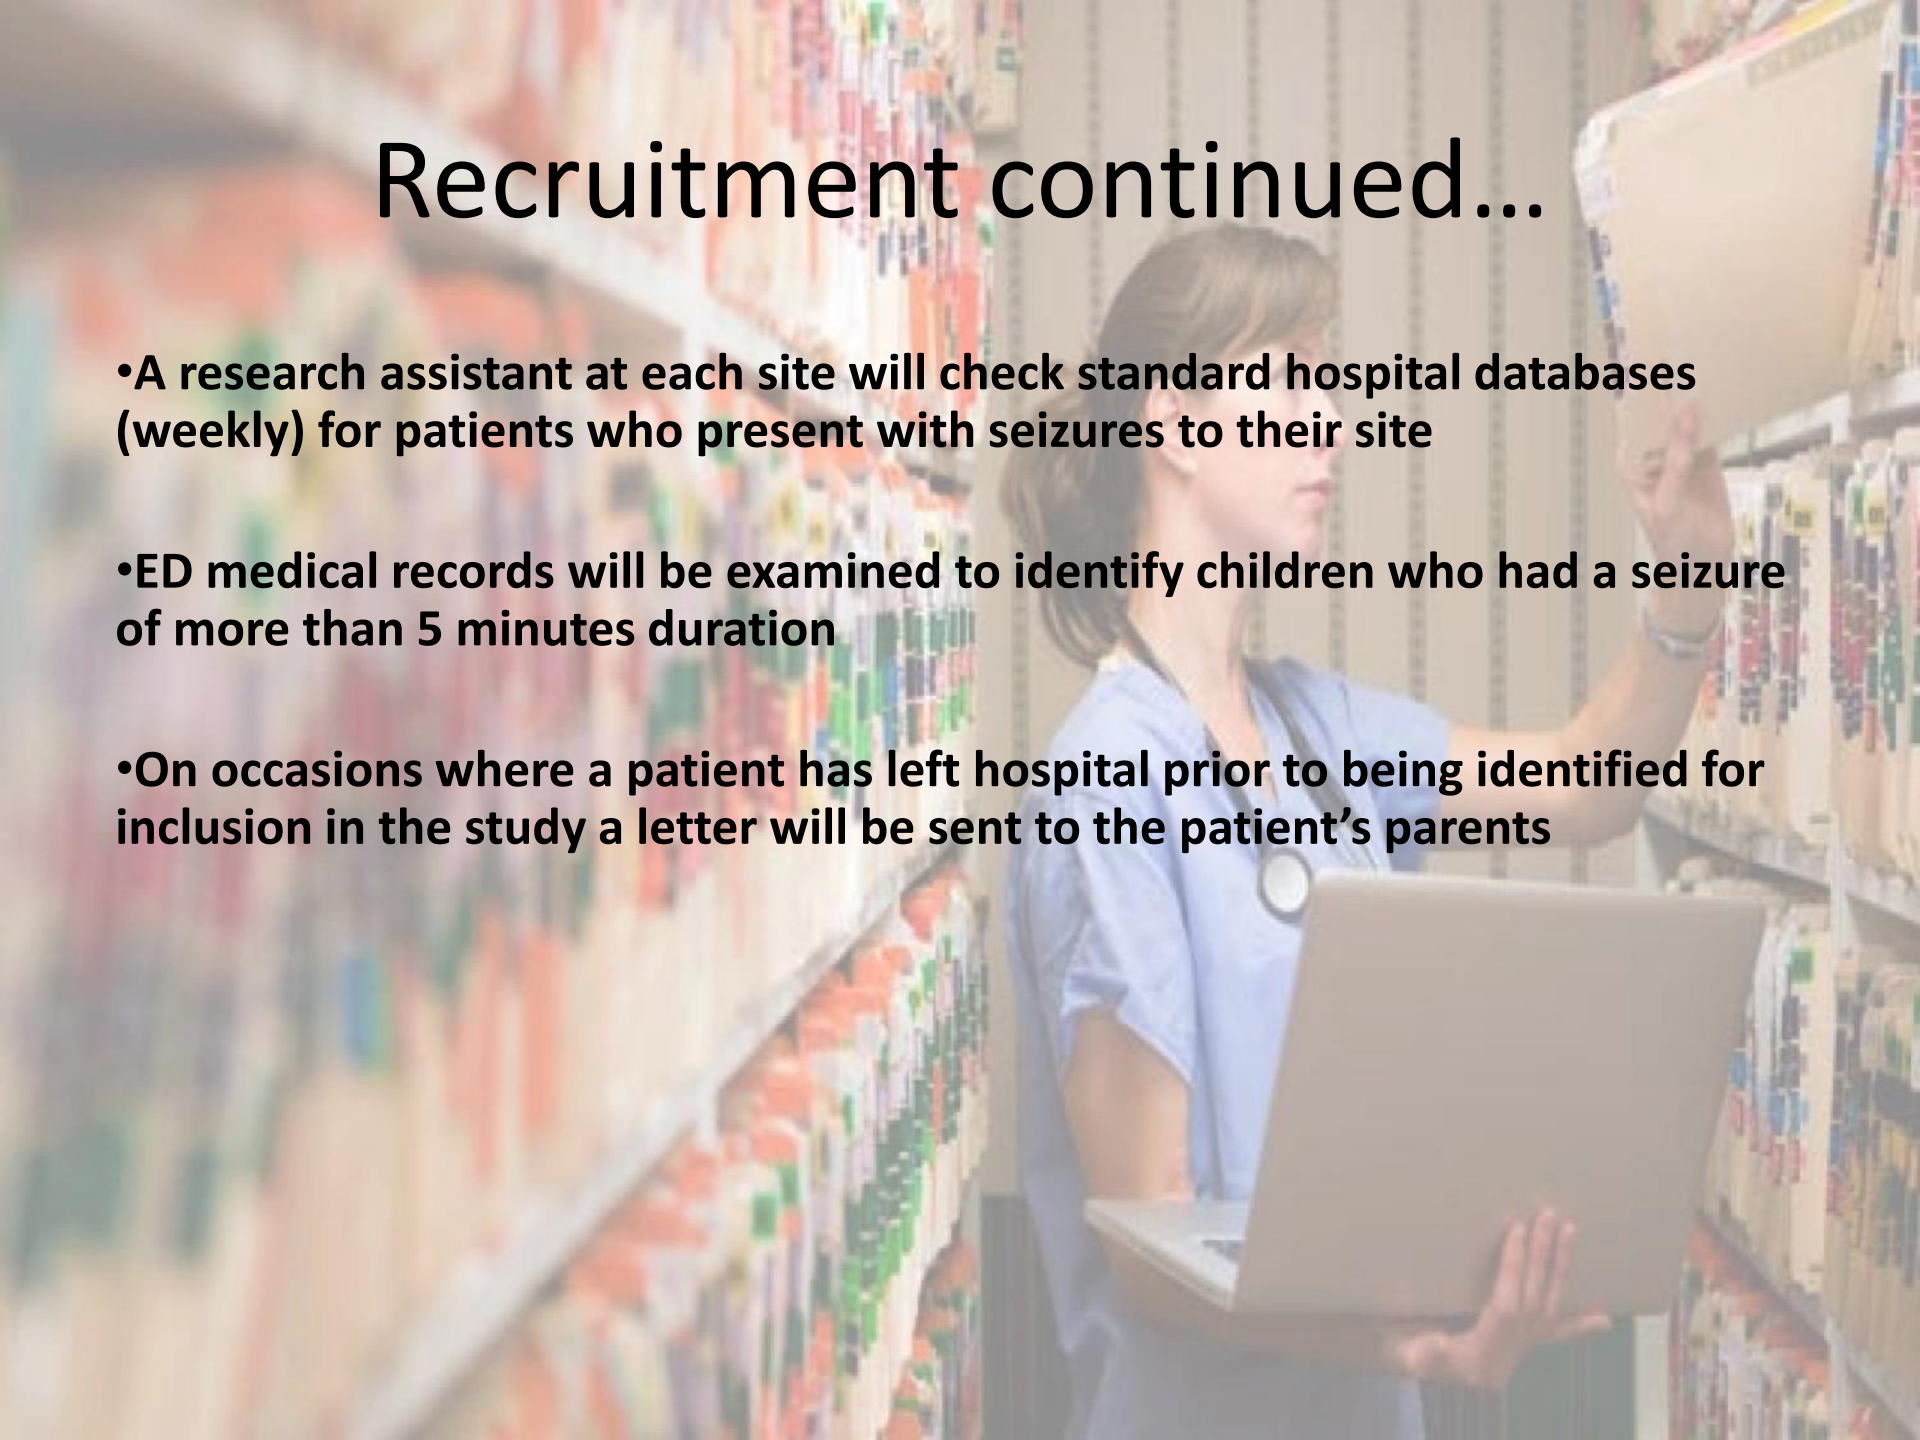 Recruitment continued…
•A research assistant at each site will check standard hospital databases
(weekly) for patients who present with seizures to their site
•ED medical records will be examined to identify children who had a seizure
of more than 5 minutes duration
•On occasions where a patient has left hospital prior to being identified for
inclusion in the study a letter will be sent to the patient’s parents